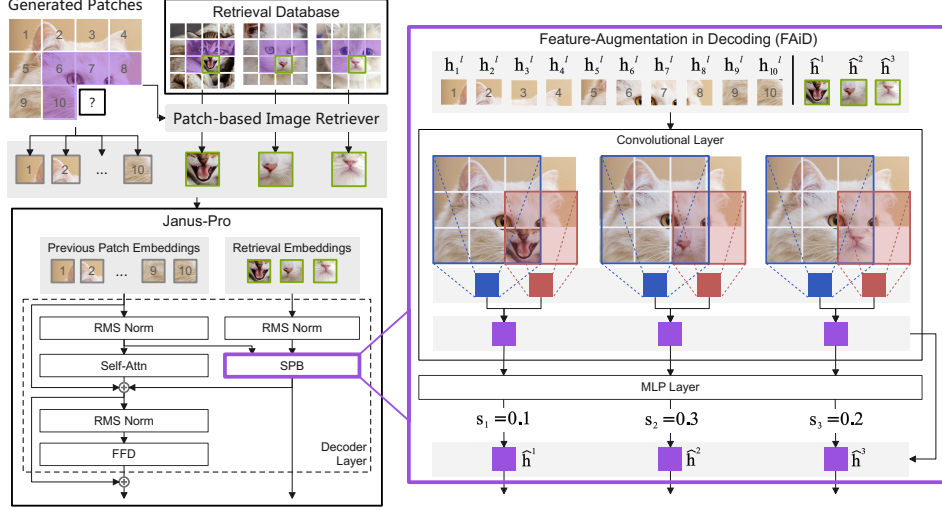 Generated Patches
1 2 3 4
5 6 7 8
9 10 ?
Retrieval Database
Patch-based Image Retriever
1 2 ... 10
Janus-Pro
Previous Patch Embeddings
1 2 ... 9 10
Retrieval Embeddings
RMS Norm
RMS Norm
Self-Attn
SPB
RMS Norm
FFD
Decoder
Layer
Feature-Augmentation in Decoding (FAiD)
h₁ˡ h₂ˡ h₃ˡ h₄ˡ h₅ˡ h₆ˡ h₇ˡ h₈ˡ h₉ˡ h₁₀ˡ ĥ¹ ĥ² ĥ³
1 2 3 4 5 6 7 8 9 10
Convolutional Layer
MLP Layer
s₁=0.1 s₂=0.3 s₃=0.2
ĥ¹ ĥ² ĥ³